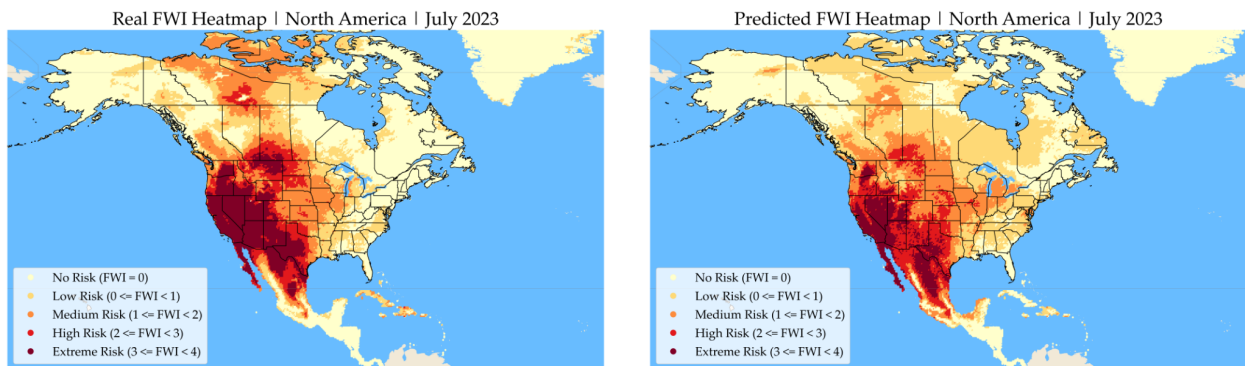 Real FWI Heatmap | North America | July 2023
No Risk (FWI = 0)
Low Risk (0 <= FWI < 1)
Medium Risk (1 <= FWI < 2)
High Risk (2 <= FWI < 3)
Extreme Risk (3 <= FWI < 4)
Predicted FWI Heatmap | North America | July 2023
No Risk (FWI = 0)
Low Risk (0 <= FWI < 1)
Medium Risk (1 <= FWI < 2)
High Risk (2 <= FWI < 3)
Extreme Risk (3 <= FWI < 4)